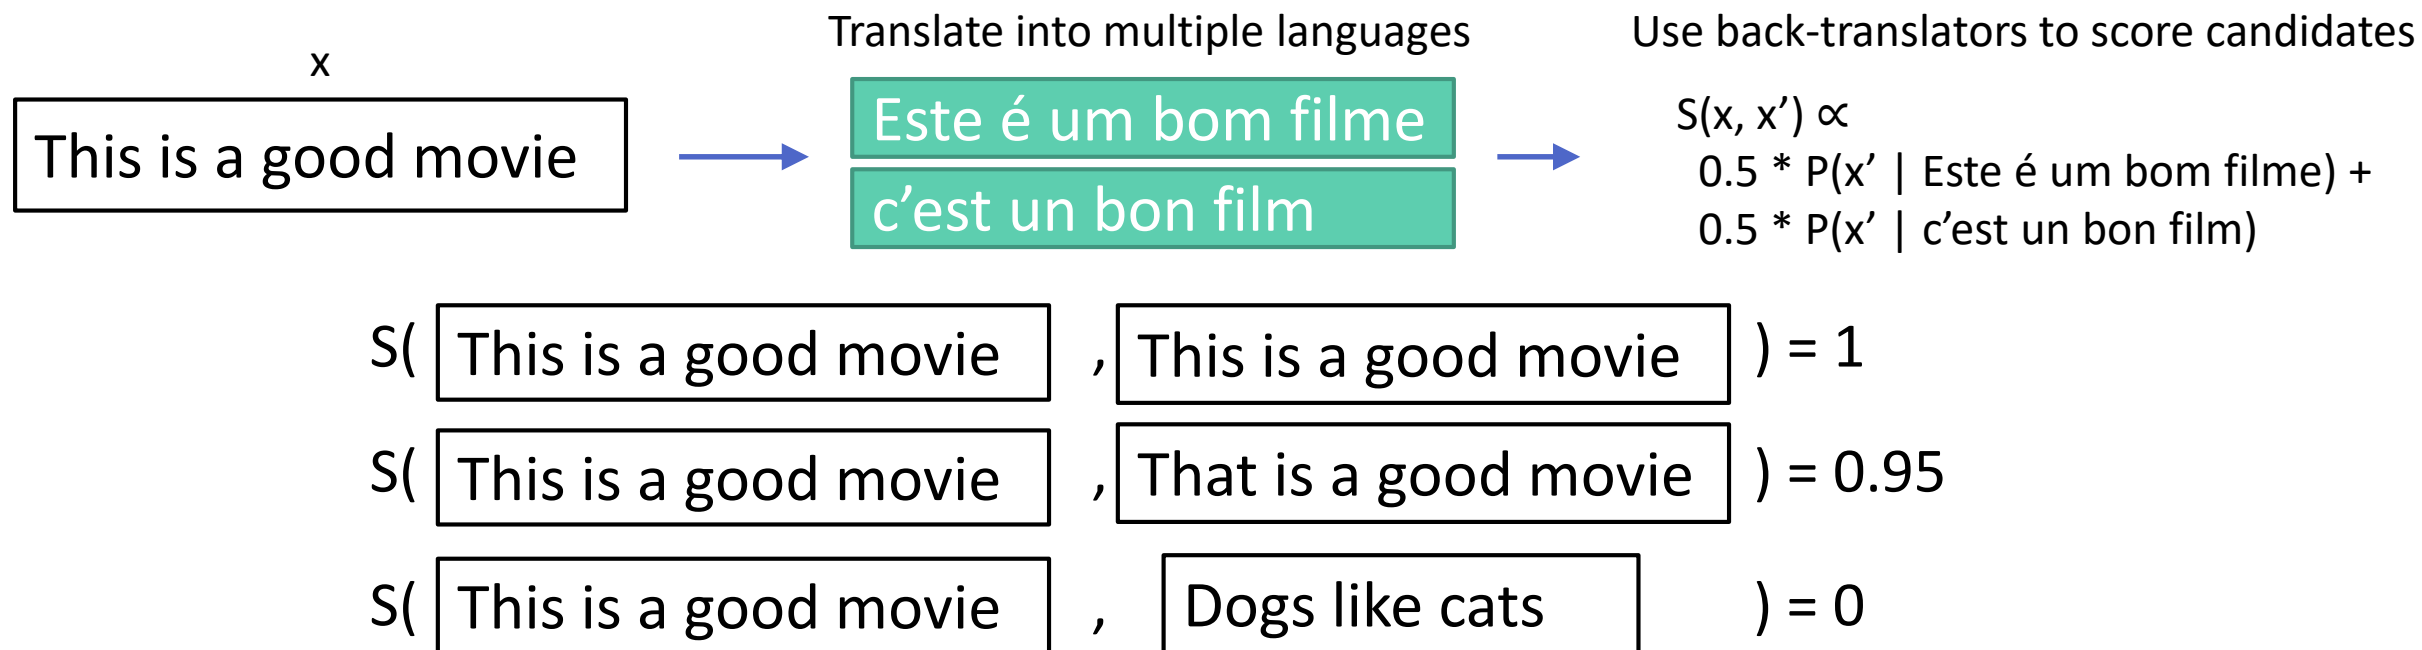 x
This is a good movie
Translate into multiple languages
Este é um bom filme
c’est un bon film
Use back-translators to score candidates
S(x, x’) ∝
0.5 * P(x’ | Este é um bom filme) +
0.5 * P(x’ | c’est un bon film)
S( This is a good movie , This is a good movie ) = 1
S( This is a good movie , That is a good movie ) = 0.95
S( This is a good movie , Dogs like cats ) = 0